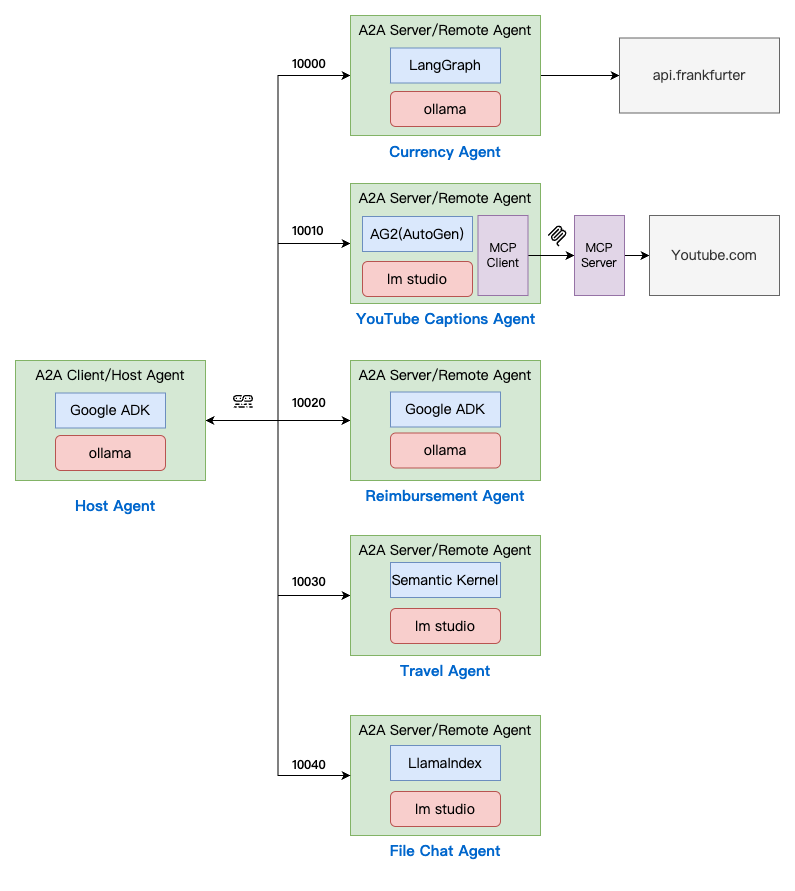 A2A Server/Remote Agent
10000
LangGraph
api.frankfurter
ollama
Currency Agent
A2A Server/Remote Agent
10010
AG2(AutoGen)
MCP
Client
MCP
Server
Youtube.com
lm studio
YouTube Captions Agent
A2A Client/Host Agent
Google ADK
ollama
Host Agent
A2A Server/Remote Agent
10020
Google ADK
ollama
Reimbursement Agent
A2A Server/Remote Agent
10030
Semantic Kernel
lm studio
Travel Agent
A2A Server/Remote Agent
10040
LlamaIndex
lm studio
File Chat Agent